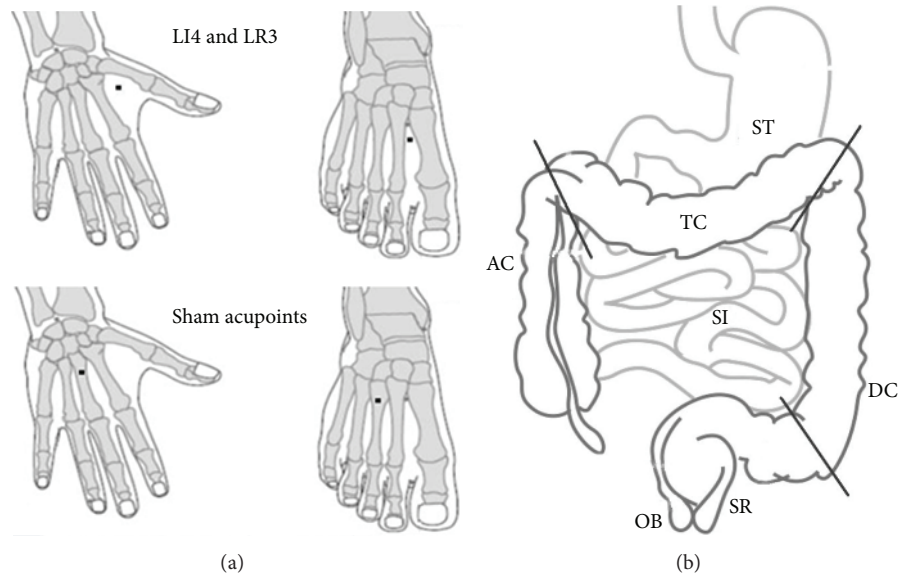 LI4 and LR3
Sham acupoints
(a)
ST
TC
AC
SI
DC
OB
SR
(b)